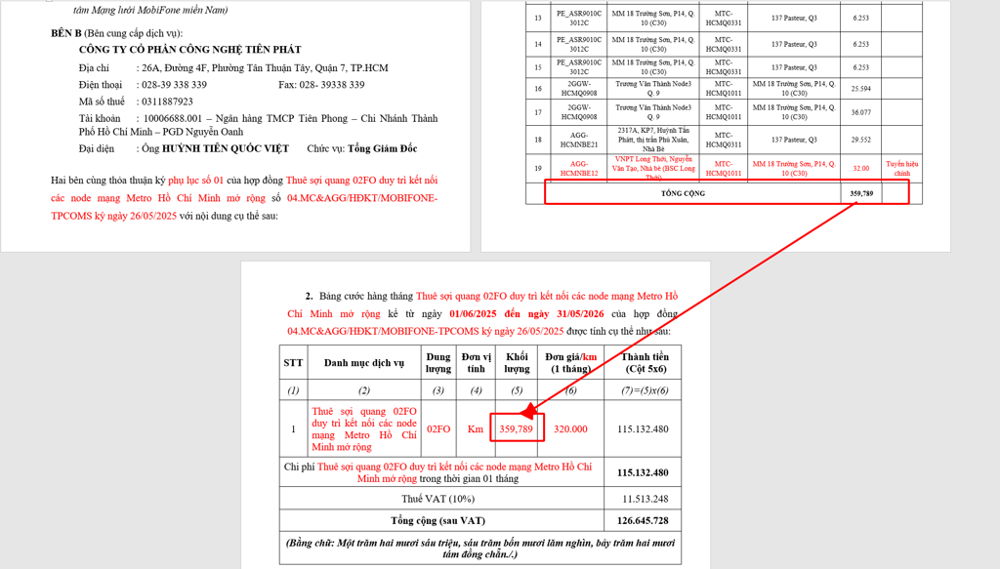 tâm Mạng lưới MobiFone miền Nam)
BÊN B (Bên cung cấp dịch vụ):
CÔNG TY CỔ PHẦN CÔNG NGHỆ TIÊN PHÁT
Địa chỉ : 26A, Đường 4F, Phường Tân Thuận Tây, Quận 7, TP.HCM
Điện thoại : 028-39 338 339 Fax: 028- 39338 339
Mã số thuế : 0311887923
Tài khoản : 10006688.001 – Ngân hàng TMCP Tiên Phong – Chi Nhánh Thành
Phố Hồ Chí Minh – PGD Nguyễn Oanh
Đại diện : Ông HUỲNH TIÊN QUỐC VIỆT Chức vụ: Tổng Giám Đốc
Hai bên cùng thỏa thuận ký phụ lục số 01 của hợp đồng Thuê sợi quang 02FO duy trì kết nối
các node mạng Metro Hồ Chí Minh mở rộng số 04.MC&AGG/HĐKT/MOBIFONE-
TPCOMS ký ngày 26/05/2025 với nội dung cụ thể sau:
13 PE_ASR9010C 3012C MM 18 Trường Sơn, P14, Q. 10 (C30) MTC-HCMQ0331 137 Pasteur, Q3 6.253
14 PE_ASR9010C 3012C MM 18 Trường Sơn, P14, Q. 10 (C30) MTC-HCMQ0331 137 Pasteur, Q3 6.253
15 PE_ASR9010C 3012C MM 18 Trường Sơn, P14, Q. 10 (C30) MTC-HCMQ0331 137 Pasteur, Q3 6.253
16 2GGW-HCMQ0908 Trương Văn Thành Node3 Q. 9 MTC-HCMQ1011 MM 18 Trường Sơn, P14, Q. 10 (C30) 25.594
17 2GGW-HCMQ0908 Trương Văn Thành Node3 Q. 9 MTC-HCMQ1011 MM 18 Trường Sơn, P14, Q. 10 (C30) 36.077
18 AGG-HCMNBE21 2317A, KP7, Huỳnh Tấn Phátt, thị trấn Phú Xuân, Nhà Bè MTC-HCMQ0311 137 Pasteur, Q3 29.552
19 AGG-HCMNBE12 VNPT Long Thới, Nguyễn Văn Tạo, Nhà bè (BSC Long Thới) MTC-HCMQ1011 MM 18 Trường Sơn, P14, Q. 10 (C30) 32.00 Tuyến hiệu chỉnh
TỔNG CỘNG 359,789
2. Bảng cước hàng tháng Thuê sợi quang 02FO duy trì kết nối các node mạng Metro Hồ
Chí Minh mở rộng kể từ ngày 01/06/2025 đến ngày 31/05/2026 của hợp đồng
04.MC&AGG/HĐKT/MOBIFONE-TPCOMS ký ngày 26/05/2025 được tính cụ thể như sau:
STT Danh mục dịch vụ Dung lượng Đơn vị tính Khối lượng Đơn giá/km (1 tháng) Thành tiền (Cột 5x6)
(1) (2) (3) (4) (5) (6) (7)=(5)x(6)
1 Thuê sợi quang 02FO duy trì kết nối các node mạng Metro Hồ Chí Minh mở rộng 02FO Km 359,789 320.000 115.132.480
Chi phí Thuê sợi quang 02FO duy trì kết nối các node mạng Metro Hồ Chí
Minh mở rộng trong thời gian 01 tháng 115.132.480
Thuế VAT (10%) 11.513.248
Tổng cộng (sau VAT) 126.645.728
(Bằng chữ: Một trăm hai mươi sáu triệu, sáu trăm bốn mươi lăm nghìn, bảy trăm hai mươi
tám đồng chẵn./.)